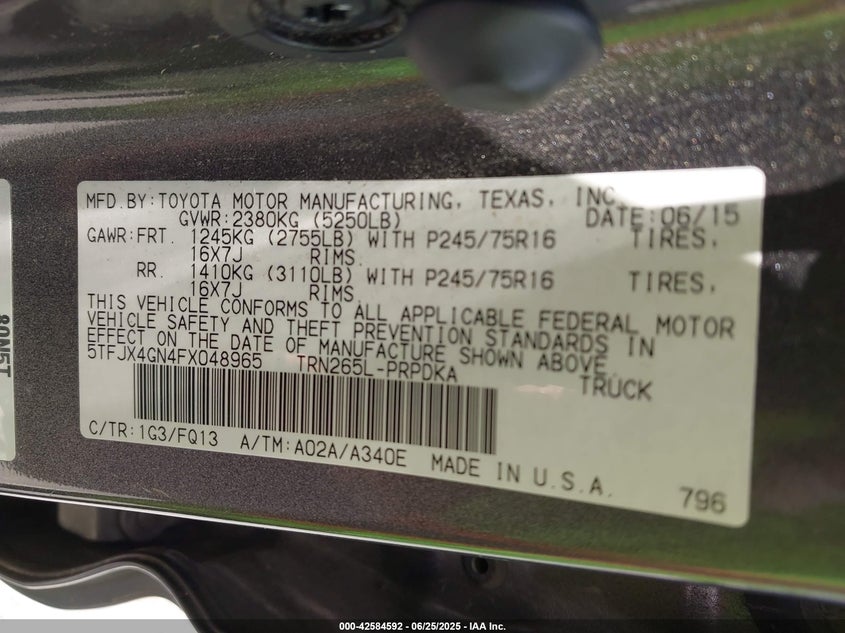 MFD.BY:TOYOTA MOTOR MANUFACTURING, TEXAS, INC.
GVWR:2380KG (5250LB) DATE:06/15
GAWR:FRT. 1245KG (2755LB) WITH P245/75R16 TIRES,
16X7J RIMS.
RR. 1410KG (3110LB) WITH P245/75R16 TIRES,
16X7J RIMS.
THIS VEHICLE CONFORMS TO ALL APPLICABLE FEDERAL MOTOR
VEHICLE SAFETY AND THEFT PREVENTION STANDARDS IN
EFFECT ON THE DATE OF MANUFACTURE SHOWN ABOVE.
5TFJX4GN4FX048965 TRN265L-PRPDKA TRUCK
C/TR:1G3/FQ13 A/TM:A02A/A340E MADE IN U.S.A.
796
80N5T
000-42584592 - 06/25/2025 - IAA Inc.